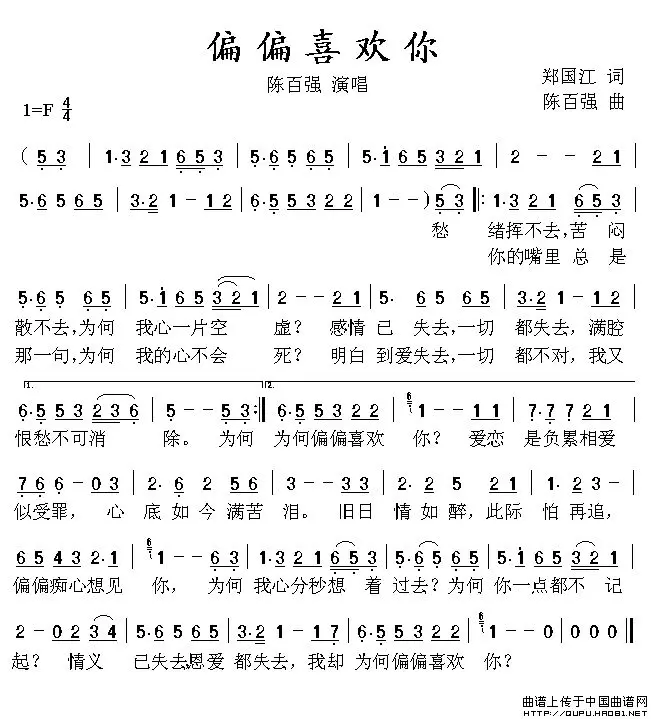 偏偏喜欢你
陈百强 演唱
郑国江 词
陈百强 曲
1=F 4/4
( 5 3 | 1·3 2 1 6 5 3 | 5·6 5 6 5 | 5·1 6 5 3 2 1 | 2 - - 2 1 |
5·6 5 6 5 | 3·2 1 - 1 2 | 6·5 5 3 2 1 2 | 1 - - ) 5 3 ‖: 1·3 2 1 6 5 3 |
愁 绪挥不去,苦 闷
你的嘴里 总 是
5·6 5 6 5 | 5·1 6 5 3 2 1 | 2 - - 2 1 | 5·6 5 6 5 | 3·2 1 - 1 2 |
散不去,为何 我心一片空 虚? 感情 已 失去,一切 都失去, 满腔
那一句,为何 我的心不会 死? 明白 到爱失去,一切 都不对, 我又
1. 2.
6·5 5 3 2 3 6 | 5 - - 5 3 :‖ 6·5 5 3 2 2 | 6 1 - - 1 1 | 7·7 7 2 1 |
恨愁不可消 除。 为何 为何偏偏喜欢 你? 爱恋 是负累相爱
7 6 6 - 0 3 | 2· 6 2 5 6 | 3 - - 3 3 | 2· 5 2 1 | 1· 2 3 - |
似受罪, 心 底 如 今 满苦 泪。 旧日 情 如 醉, 此际 怕 再追,
6 5 4 3 2·1 | 6 1 - - 6 3 | 1·3 2 1 6 5 3 | 5·6 5 6 5 | 5·1 6 5 3 2 1 |
偏偏痴心想见 你, 为何 我心分秒想 着 过去? 为何 你一点都不 记
2 - 0 2 3 4 | 5·6 5 6 5 | 3·2 1 - 1 7 | 6·5 5 3 2 2 | 6 1 - 0 0 | 0 0 0 0 ‖
起? 情义 已失去,恩爱 都失去, 我却 为何偏偏喜欢 你?
曲谱上传于中国曲谱网
HTTP://QUPU.HAO81.NET